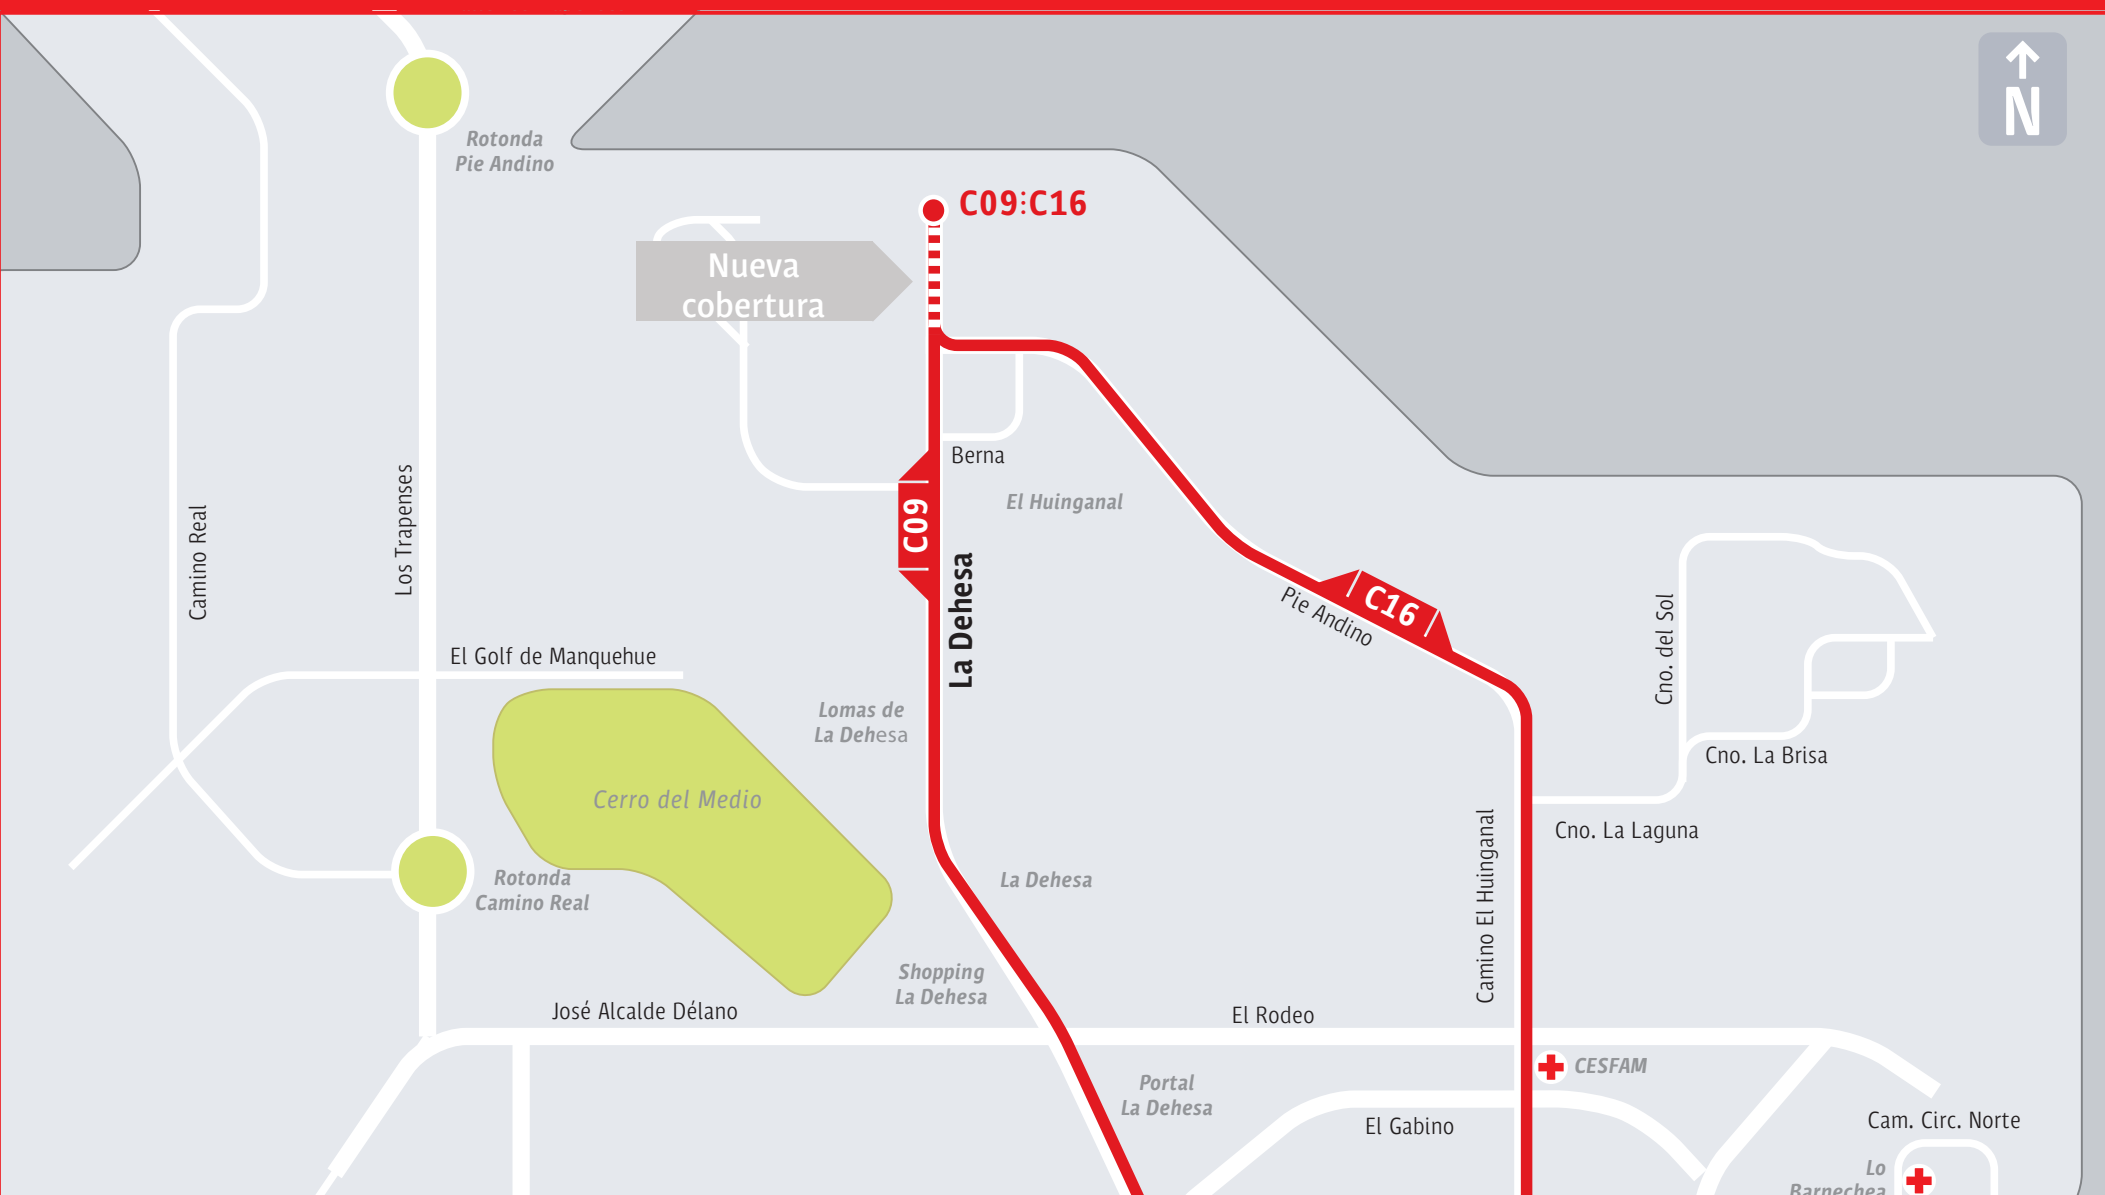 N
Rotonda
Pie Andino
C09⋮C16
Nueva
cobertura
Berna
El Huinganal
C09
La Dehesa
Camino Real
Los Trapenses
Pie Andino
C16
Cno. del Sol
El Golf de Manquehue
Lomas de
La Dehesa
Cno. La Brisa
Cerro del Medio
Cno. La Laguna
Camino El Huinganal
Rotonda
Camino Real
La Dehesa
Shopping
La Dehesa
José Alcalde Délano
El Rodeo
CESFAM
Portal
La Dehesa
El Gabino
Cam. Circ. Norte
Lo
Barnechea